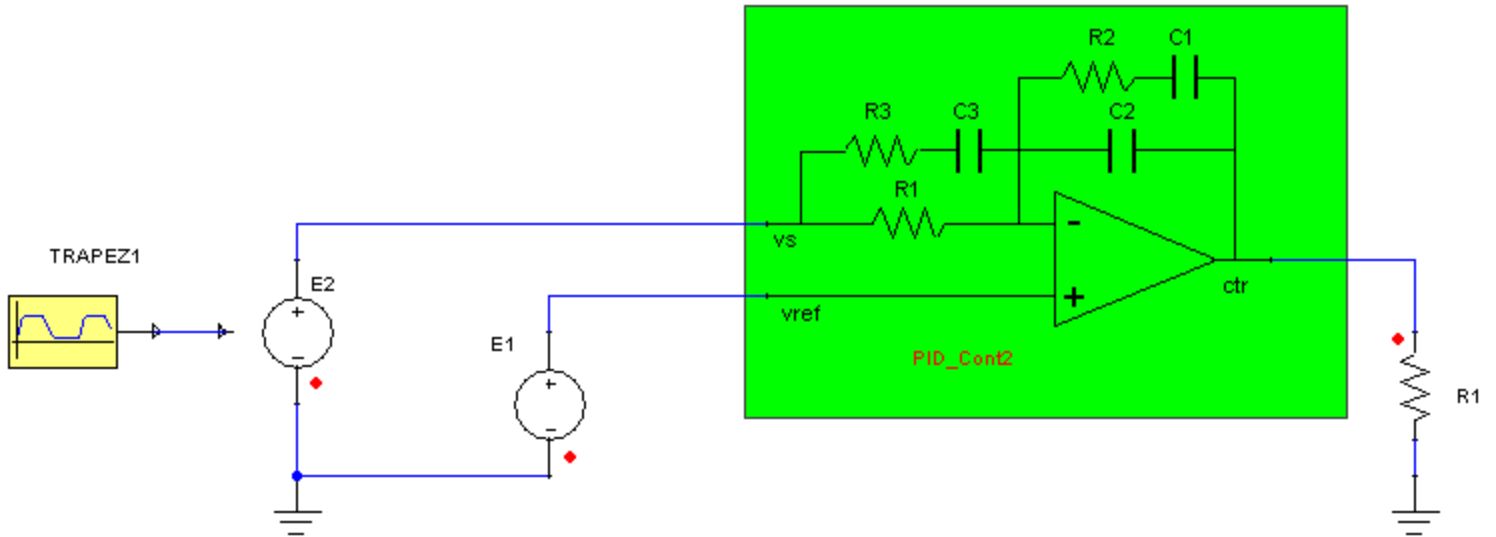 R2 C1
R3 C3 C2
R1
vs
TRAPEZ1
E2
+
-
ctr
vref
E1
PID_Cont2
R1